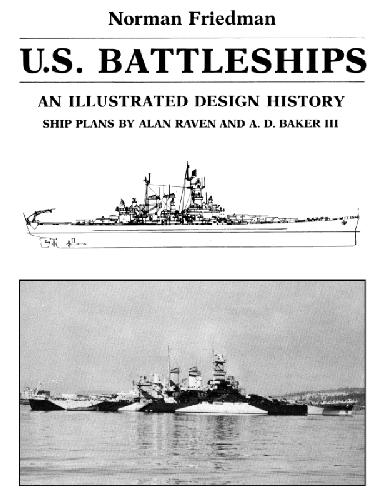 Norman Friedman
U.S. BATTLESHIPS
AN ILLUSTRATED DESIGN HISTORY
SHIP PLANS BY ALAN RAVEN AND A. D. BAKER III